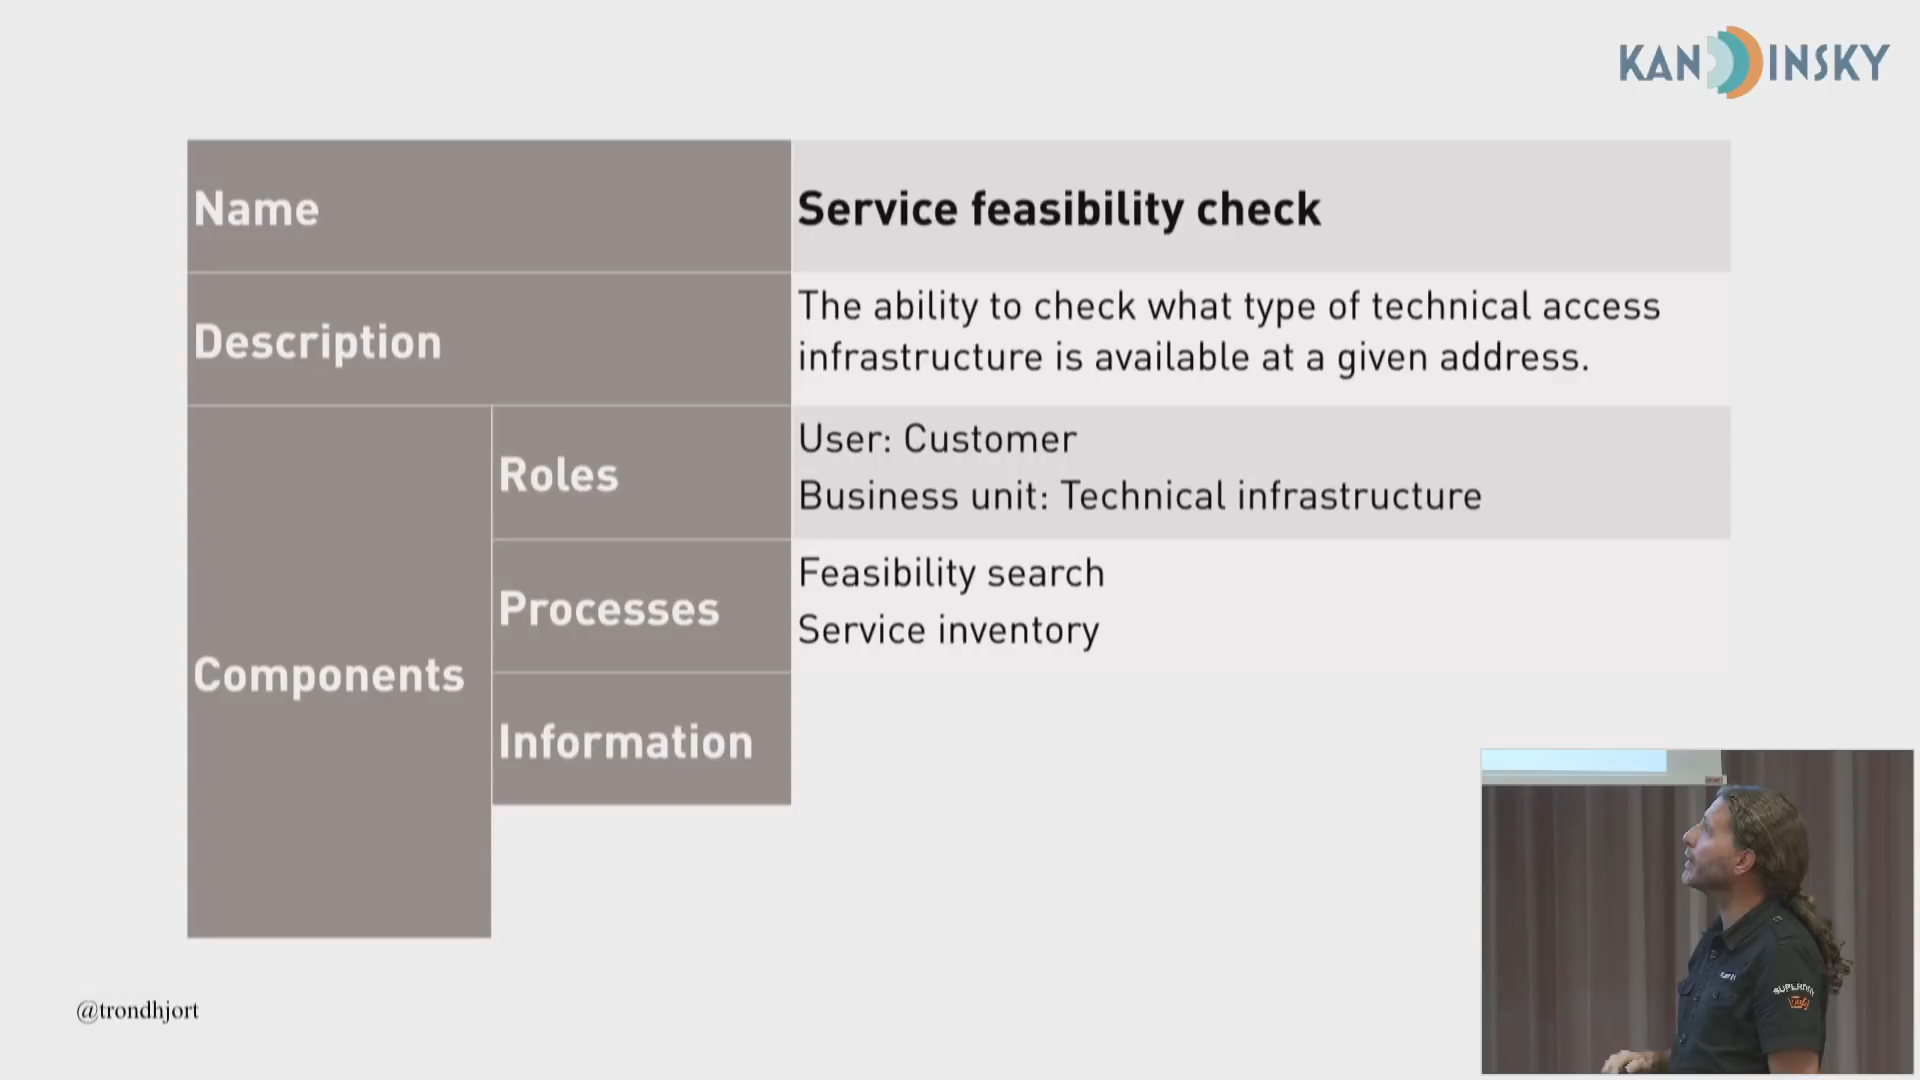 KANDINSKY
Name
Service feasibility check
Description
The ability to check what type of technical access
infrastructure is available at a given address.
Components
Roles
User: Customer
Business unit: Technical infrastructure
Processes
Feasibility search
Service inventory
Information
@trondhjort